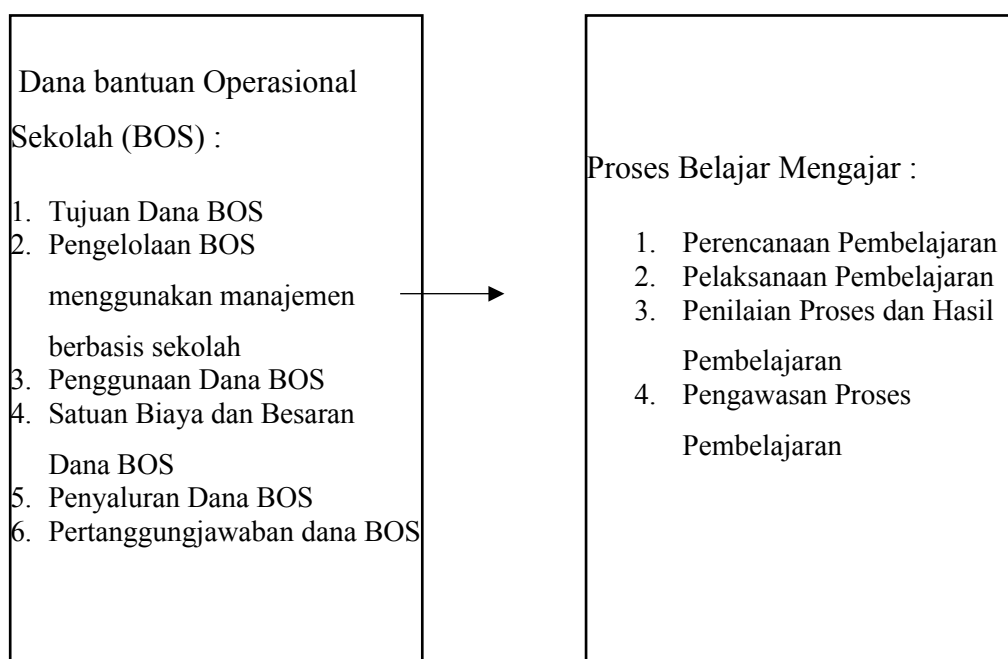 Dana bantuan Operasional
Sekolah (BOS) :
1. Tujuan Dana BOS
2. Pengelolaan BOS
menggunakan manajemen
berbasis sekolah
3. Penggunaan Dana BOS
4. Satuan Biaya dan Besaran
Dana BOS
5. Penyaluran Dana BOS
6. Pertanggungjawaban dana BOS
Proses Belajar Mengajar :
1. Perencanaan Pembelajaran
2. Pelaksanaan Pembelajaran
3. Penilaian Proses dan Hasil
Pembelajaran
4. Pengawasan Proses
Pembelajaran